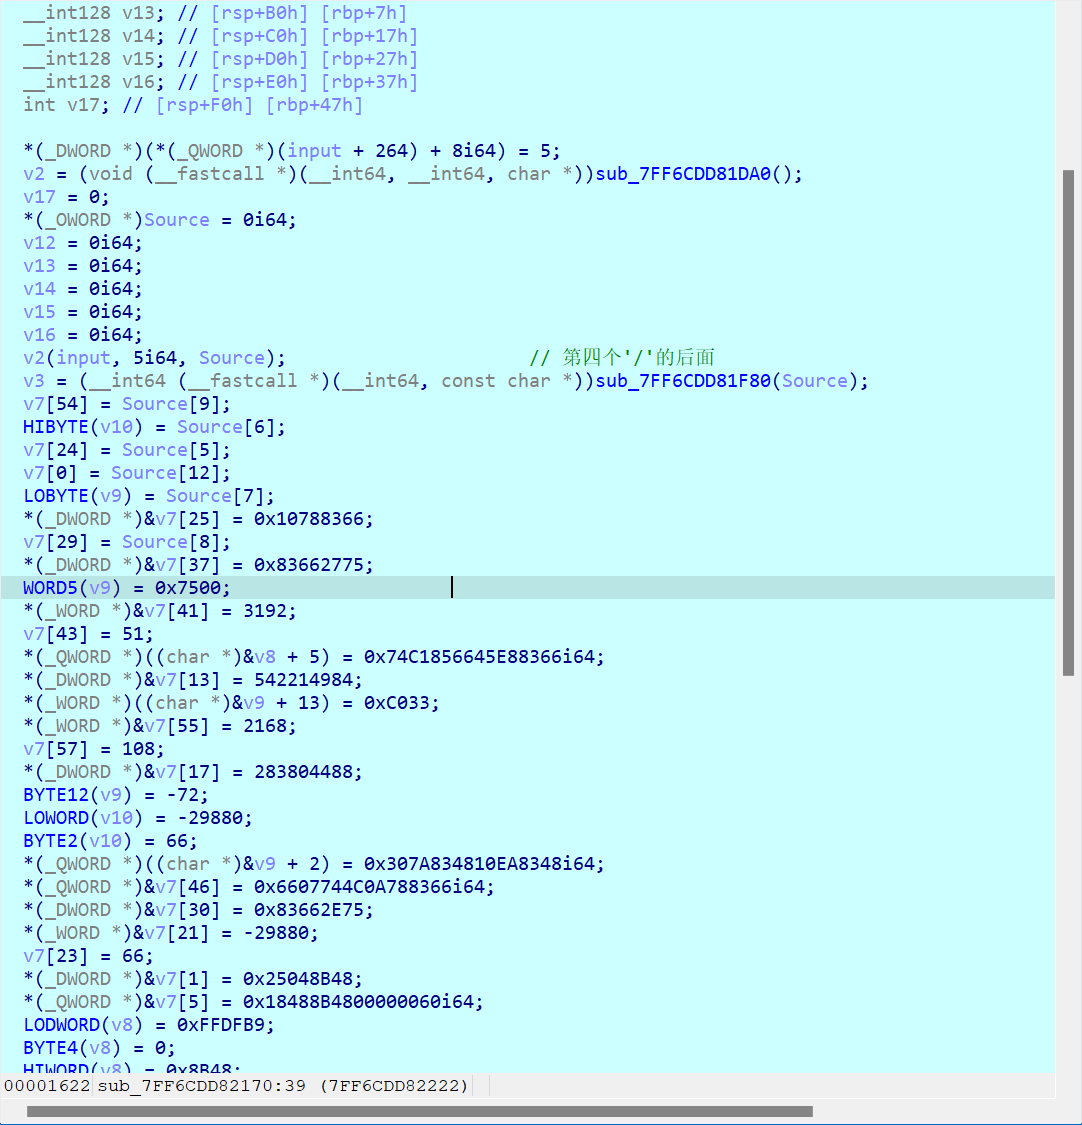 __int128 v13; // [rsp+B0h] [rbp+7h]
__int128 v14; // [rsp+C0h] [rbp+17h]
__int128 v15; // [rsp+D0h] [rbp+27h]
__int128 v16; // [rsp+E0h] [rbp+37h]
int v17; // [rsp+F0h] [rbp+47h]
*(_DWORD *)(*(_QWORD *)(input + 264) + 8i64) = 5;
v2 = (void (__fastcall *)(__int64, __int64, char *))sub_7FF6CDD81DA0();
v17 = 0;
*(_OWORD *)Source = 0i64;
v12 = 0i64;
v13 = 0i64;
v14 = 0i64;
v15 = 0i64;
v16 = 0i64;
v2(input, 5i64, Source); // 第四个'/'的后面
v3 = (__int64 (__fastcall *)(__int64, const char *))sub_7FF6CDD81F80(Source);
v7[54] = Source[9];
HIBYTE(v10) = Source[6];
v7[24] = Source[5];
v7[0] = Source[12];
LOBYTE(v9) = Source[7];
*(_DWORD *)&v7[25] = 0x10788366;
v7[29] = Source[8];
*(_DWORD *)&v7[37] = 0x83662775;
WORD5(v9) = 0x7500;
*(_WORD *)&v7[41] = 3192;
v7[43] = 51;
*(_QWORD *)((char *)&v8 + 5) = 0x74C1856645E88366i64;
*(_DWORD *)&v7[13] = 542214984;
*(_WORD *)((char *)&v9 + 13) = 0xC033;
*(_WORD *)&v7[55] = 2168;
v7[57] = 108;
*(_DWORD *)&v7[17] = 283804488;
BYTE12(v9) = -72;
LOWORD(v10) = -29880;
BYTE2(v10) = 66;
*(_QWORD *)((char *)&v9 + 2) = 0x307A834810EA8348i64;
*(_QWORD *)&v7[46] = 0x6607744C0A788366i64;
*(_DWORD *)&v7[30] = 0x83662E75;
*(_WORD *)&v7[21] = -29880;
v7[23] = 66;
*(_DWORD *)&v7[1] = 0x25048B48;
*(_QWORD *)&v7[5] = 0x18488B4800000060i64;
LODWORD(v8) = 0xFFDFB9;
BYTE4(v8) = 0;
HIWORD(v8) = 0x8B48;
00001622 sub_7FF6CDD82170:39 (7FF6CDD82222)